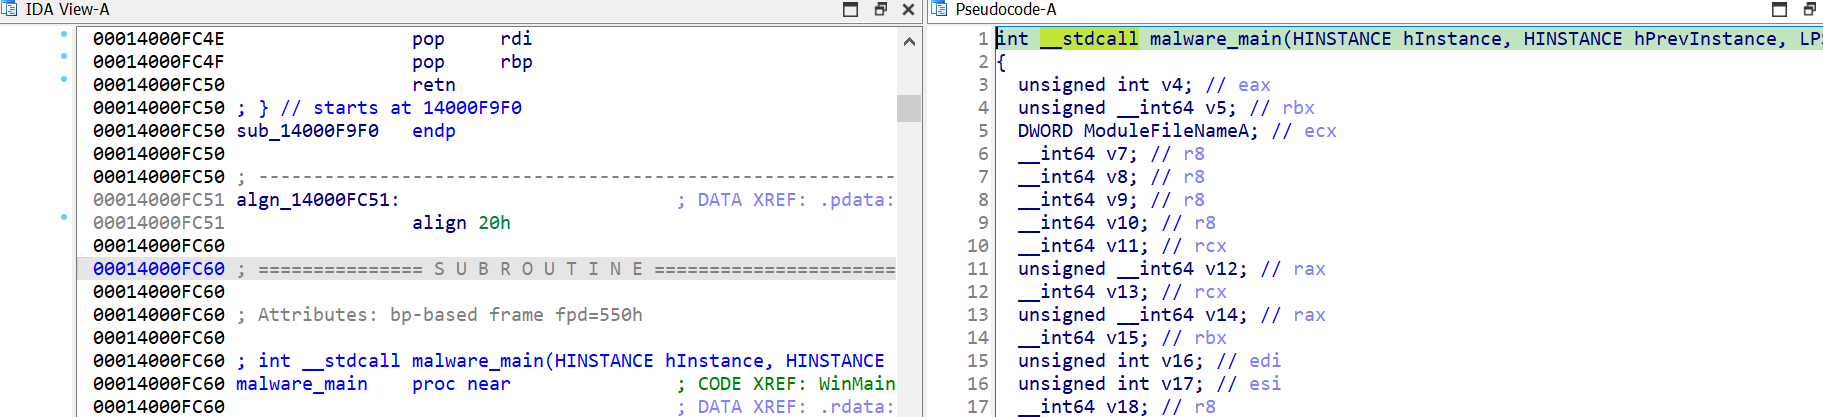 IDA View-A
00014000FC4E pop rdi
00014000FC4F pop rbp
00014000FC50 retn
00014000FC50 ; } // starts at 14000F9F0
00014000FC50 sub_14000F9F0 endp
00014000FC50
00014000FC50 ; ------------------------------------------------------------
00014000FC51 algn_14000FC51: ; DATA XREF: .pdata:
00014000FC51 align 20h
00014000FC60
00014000FC60 ; =============== S U B R O U T I N E ======================
00014000FC60
00014000FC60 ; Attributes: bp-based frame fpd=550h
00014000FC60
00014000FC60 ; int __stdcall malware_main(HINSTANCE hInstance, HINSTANCE
00014000FC60 malware_main proc near ; CODE XREF: WinMain
00014000FC60 ; DATA XREF: .rdata:
Pseudocode-A
1 int __stdcall malware_main(HINSTANCE hInstance, HINSTANCE hPrevInstance, LPS
2 {
3 unsigned int v4; // eax
4 unsigned __int64 v5; // rbx
5 DWORD ModuleFileNameA; // ecx
6 __int64 v7; // r8
7 __int64 v8; // r8
8 __int64 v9; // r8
9 __int64 v10; // r8
10 __int64 v11; // rcx
11 unsigned __int64 v12; // rax
12 __int64 v13; // rcx
13 unsigned __int64 v14; // rax
14 __int64 v15; // rbx
15 unsigned int v16; // edi
16 unsigned int v17; // esi
17 __int64 v18; // r8